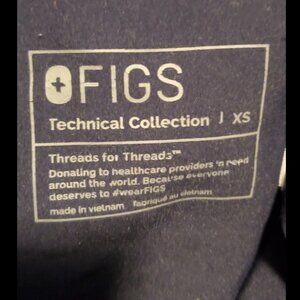 FIGS
Technical Collection | XS
Threads for Threads™
Donating to healthcare providers in need
around the world. Because everyone
deserves to #wearFIGS
made in vietnam fabriqué au vietnam